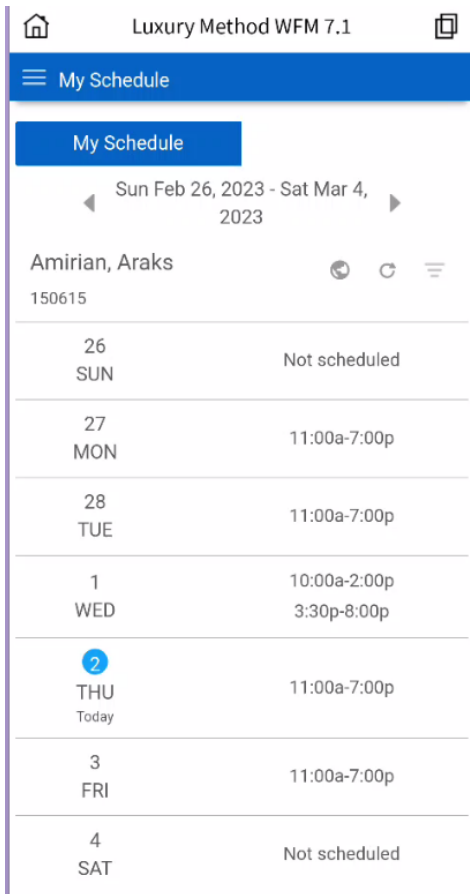 Luxury Method WFM 7.1
My Schedule
My Schedule
Sun Feb 26, 2023 - Sat Mar 4,
2023
Amirian, Araks
150615
26
SUN
Not scheduled
27
MON
11:00a-7:00p
28
TUE
11:00a-7:00p
1
WED
10:00a-2:00p
3:30p-8:00p
2
THU
Today
11:00a-7:00p
3
FRI
11:00a-7:00p
4
SAT
Not scheduled